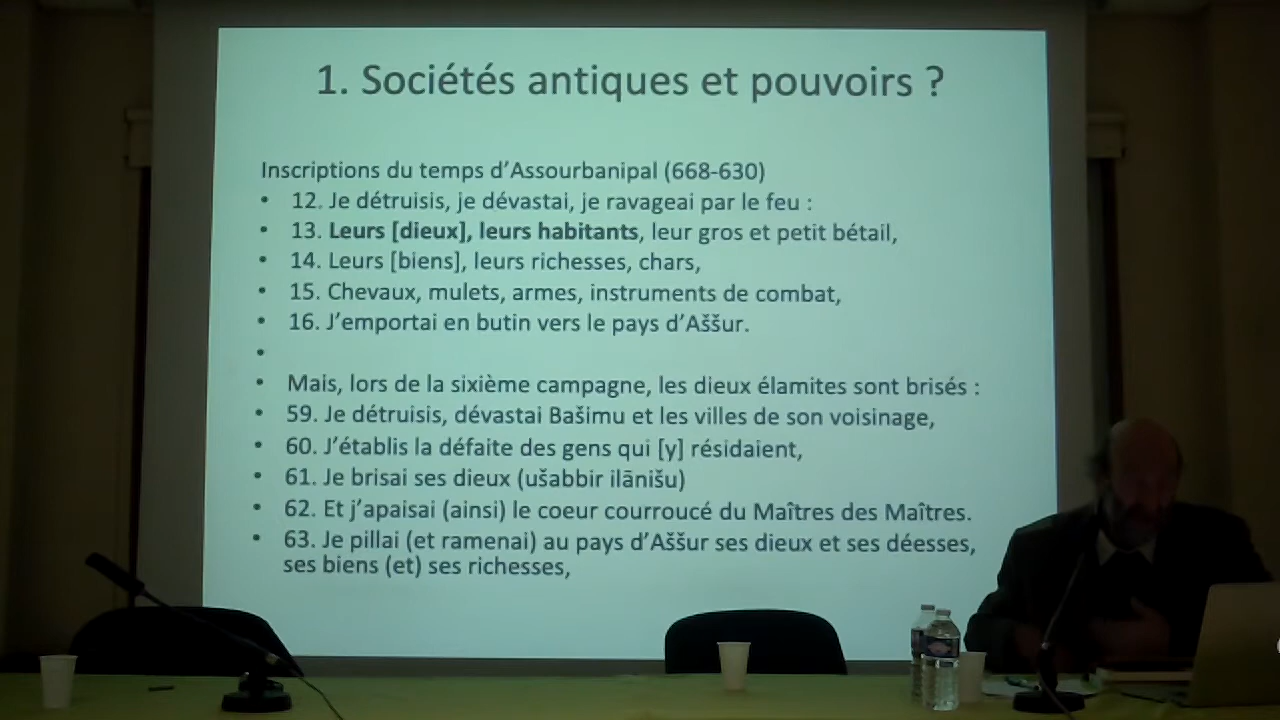 1. Sociétés antiques et pouvoirs ?
Inscriptions du temps d’Assourbanipal (668-630)
• 12. Je détruisis, je dévastai, je ravageai par le feu :
• 13. Leurs [dieux], leurs habitants, leur gros et petit bétail,
• 14. Leurs [biens], leurs richesses, chars,
• 15. Chevaux, mulets, armes, instruments de combat,
• 16. J’emportai en butin vers le pays d’Aššur.
•
• Mais, lors de la sixième campagne, les dieux élamites sont brisés :
• 59. Je détruisis, dévastai Bašimu et les villes de son voisinage,
• 60. J’établis la défaite des gens qui [y] résidaient,
• 61. Je brisai ses dieux (ušabbir ilānišu)
• 62. Et j’apaisai (ainsi) le coeur courroucé du Maîtres des Maîtres.
• 63. Je pillai (et ramenai) au pays d’Aššur ses dieux et ses déesses,
ses biens (et) ses richesses,